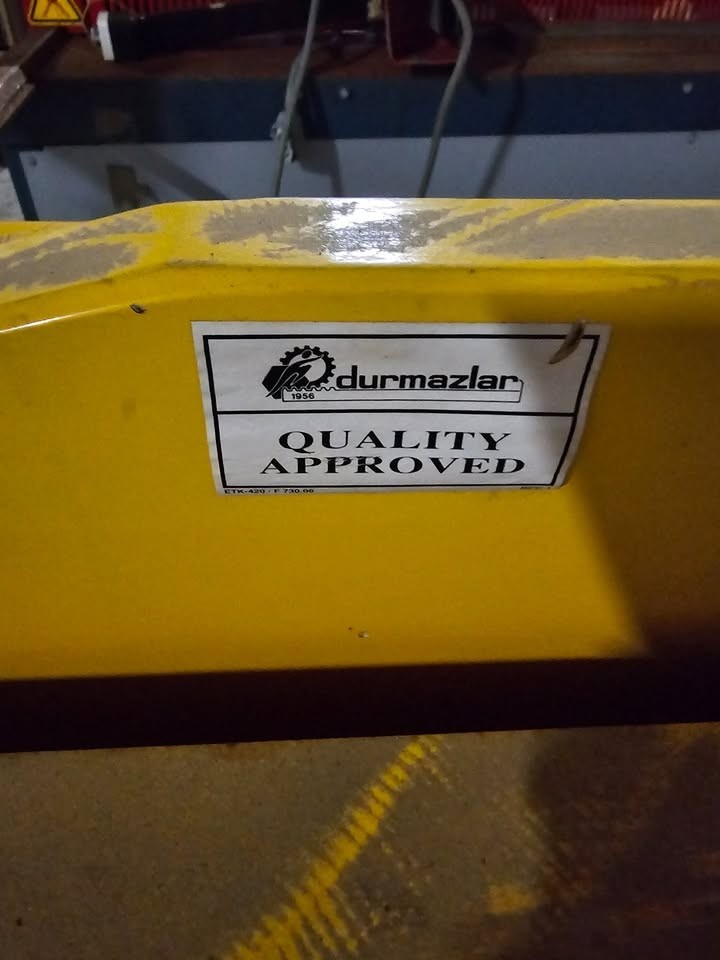 durmazlar
1956
QUALITY
APPROVED
ETK-420 / F 730.06